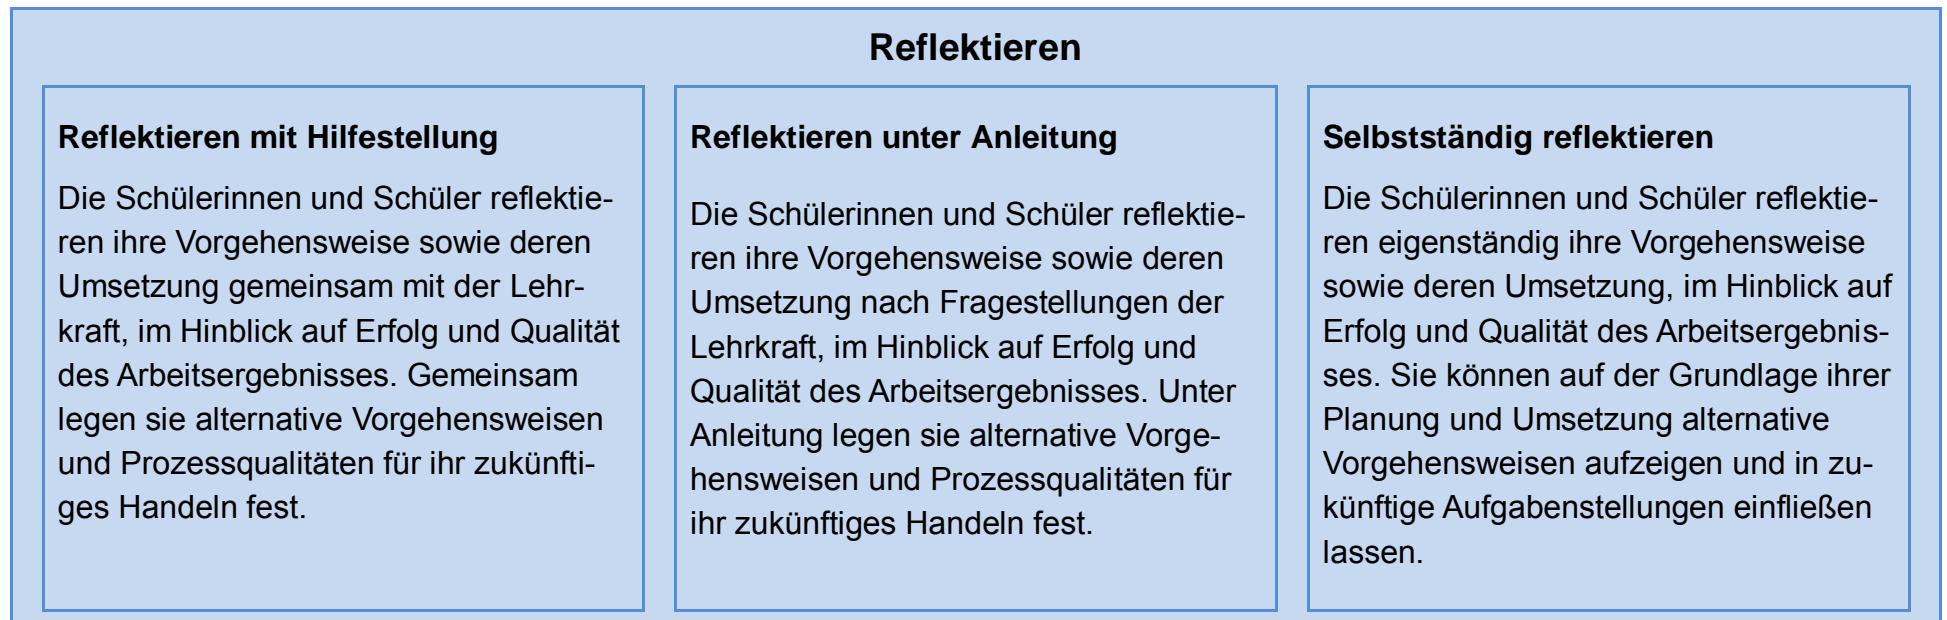 Reflektieren
Reflektieren mit Hilfestellung
Die Schülerinnen und Schüler reflektie-
ren ihre Vorgehensweise sowie deren
Umsetzung gemeinsam mit der Lehr-
kraft, im Hinblick auf Erfolg und Qualität
des Arbeitsergebnisses. Gemeinsam
legen sie alternative Vorgehensweisen
und Prozessqualitäten für ihr zukünfti-
ges Handeln fest.
Reflektieren unter Anleitung
Die Schülerinnen und Schüler reflektie-
ren ihre Vorgehensweise sowie deren
Umsetzung nach Fragestellungen der
Lehrkraft, im Hinblick auf Erfolg und
Qualität des Arbeitsergebnisses. Unter
Anleitung legen sie alternative Vorge-
hensweisen und Prozessqualitäten für
ihr zukünftiges Handeln fest.
Selbstständig reflektieren
Die Schülerinnen und Schüler reflektie-
ren eigenständig ihre Vorgehensweise
sowie deren Umsetzung, im Hinblick auf
Erfolg und Qualität des Arbeitsergebnis-
ses. Sie können auf der Grundlage ihrer
Planung und Umsetzung alternative
Vorgehensweisen aufzeigen und in zu-
künftige Aufgabenstellungen einfließen
lassen.